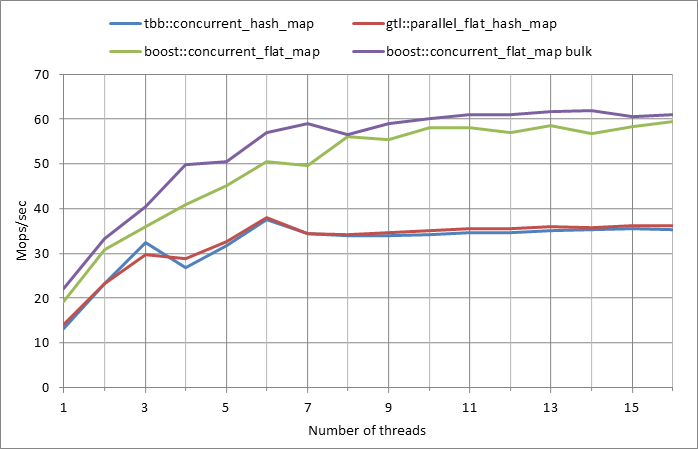 tbb::concurrent_hash_map gtl::parallel_flat_hash_map
boost::concurrent_flat_map boost::concurrent_flat_map bulk
70
60
50
40
30
20
10
0
Mops/sec
1 3 5 7 9 11 13 15
Number of threads